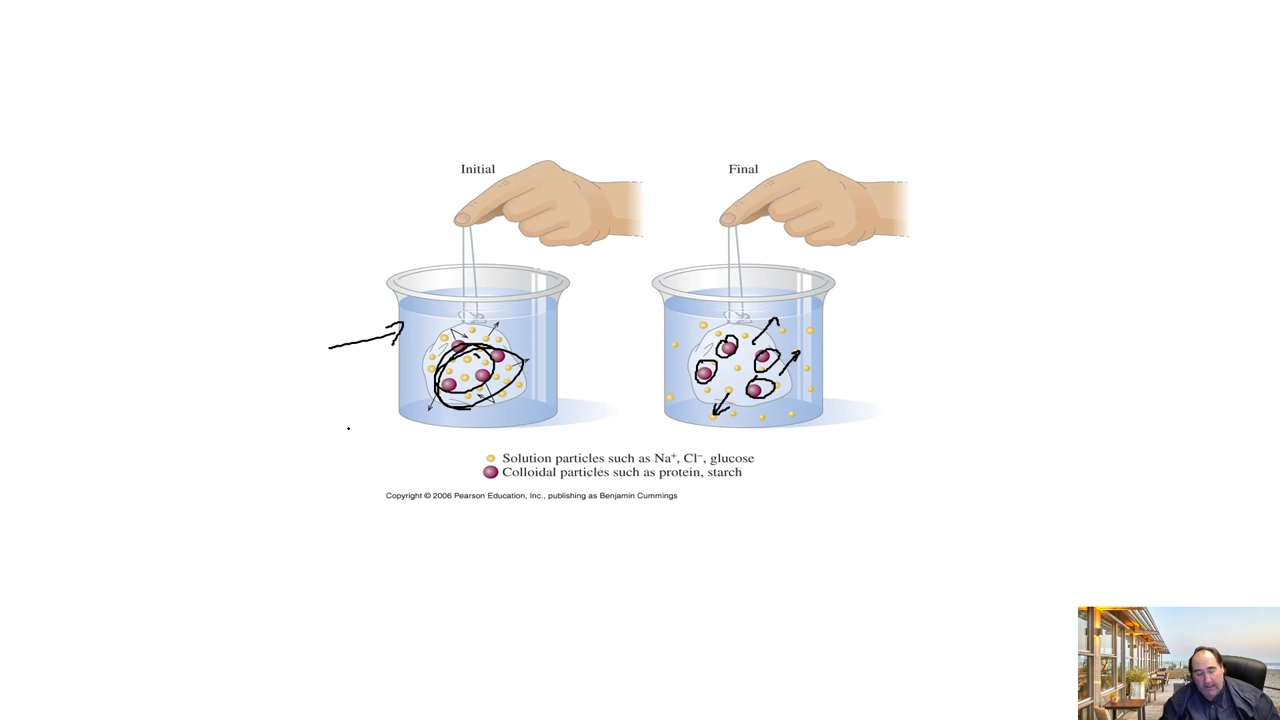 Initial
Final
Solution particles such as Na⁺, Cl⁻, glucose
Colloidal particles such as protein, starch
Copyright © 2006 Pearson Education, Inc., publishing as Benjamin Cummings